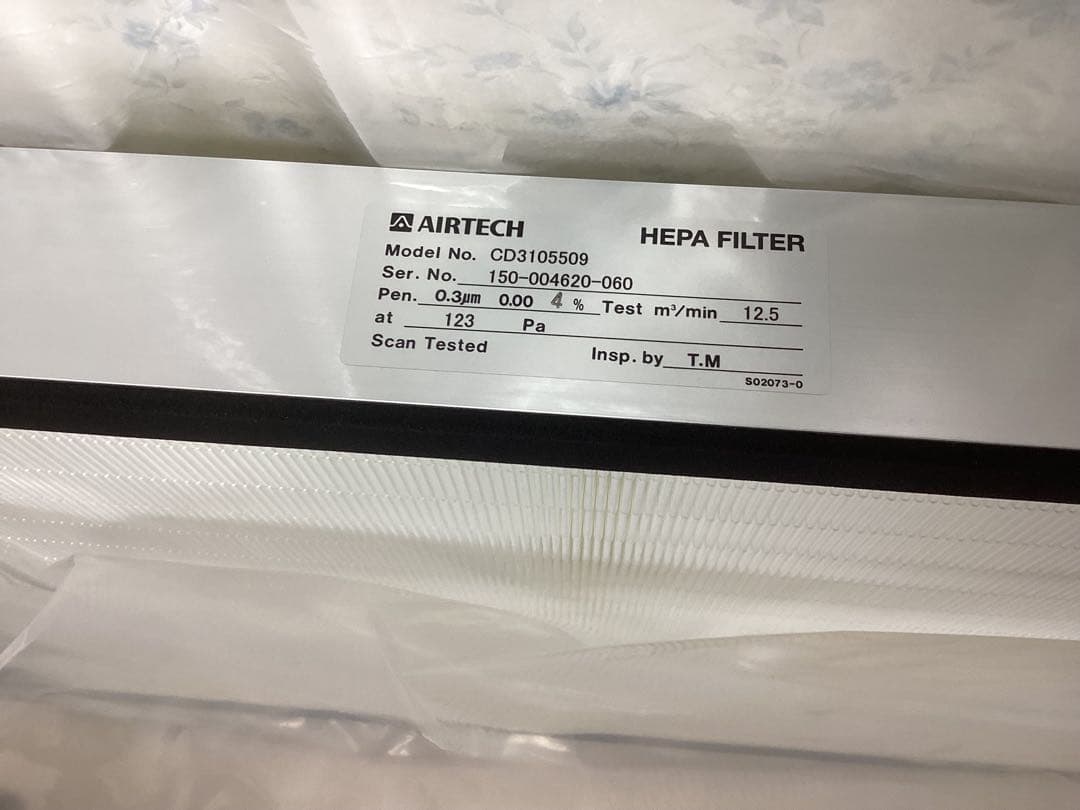 AIRTECH HEPA FILTER
Model No. CD3105509
Ser. No. 150-004620-060
Pen. 0.3μm 0.00 4 % Test m³/min 12.5
at 123 Pa
Scan Tested Insp. by T.M
S02073-0